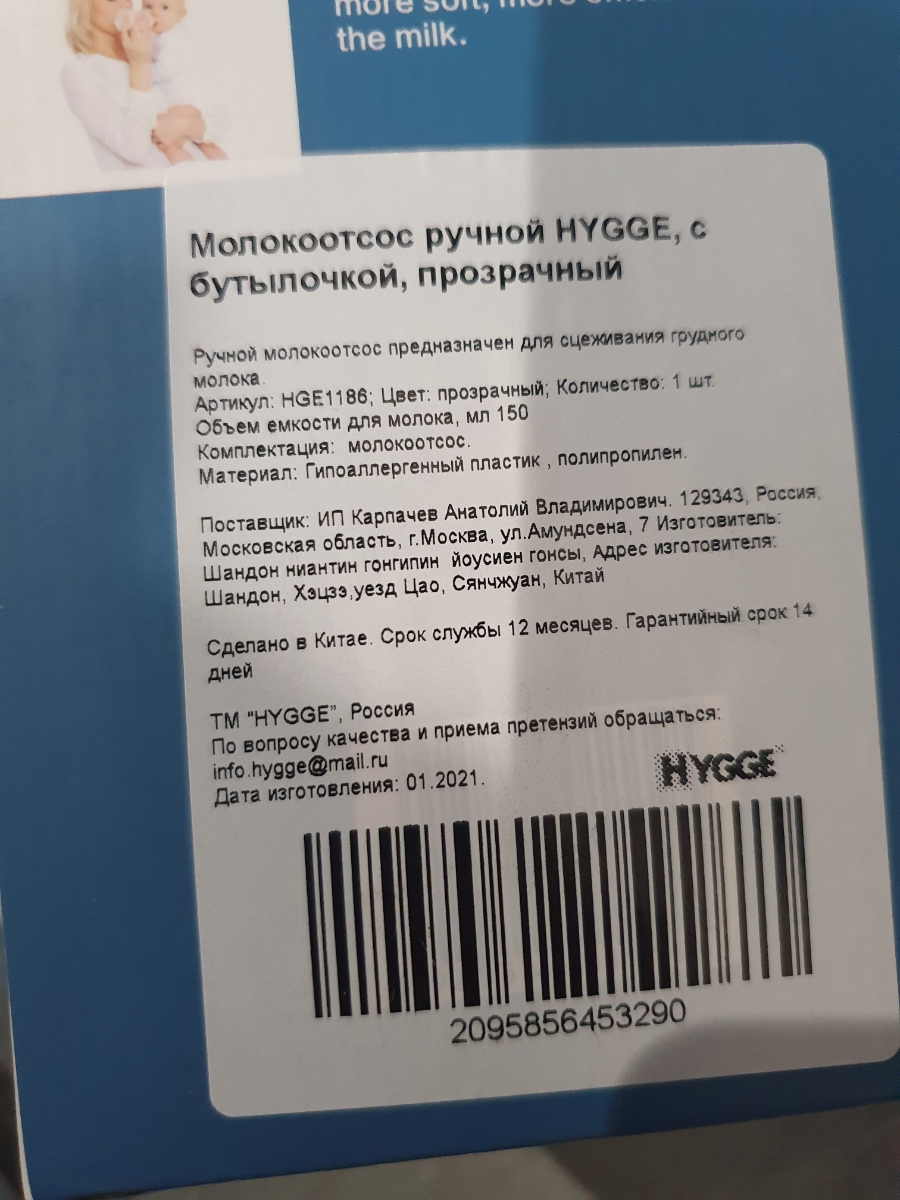 more soft, more
the milk.
Молокоотсос ручной HYGGE, с
бутылочкой, прозрачный
Ручной молокоотсос предназначен для сцеживания грудного
молока.
Артикул: HGE1186; Цвет: прозрачный; Количество: 1 шт.
Объем емкости для молока, мл 150
Комплектация: молокоотсос.
Материал: Гипоаллергенный пластик , полипропилен.
Поставщик: ИП Карпачев Анатолий Владимирович. 129343, Россия,
Московская область, г.Москва, ул.Амундсена, 7 Изготовитель:
Шандон ниантин гонгипин йоусиен гонсы, Адрес изготовителя:
Шандон, Хэцзэ,уезд Цао, Сянчжуан, Китай
Сделано в Китае. Срок службы 12 месяцев. Гарантийный срок 14
дней
ТМ "HYGGE", Россия
По вопросу качества и приема претензий обращаться:
info.hygge@mail.ru
HYGGE
Дата изготовления: 01.2021.
2095856453290